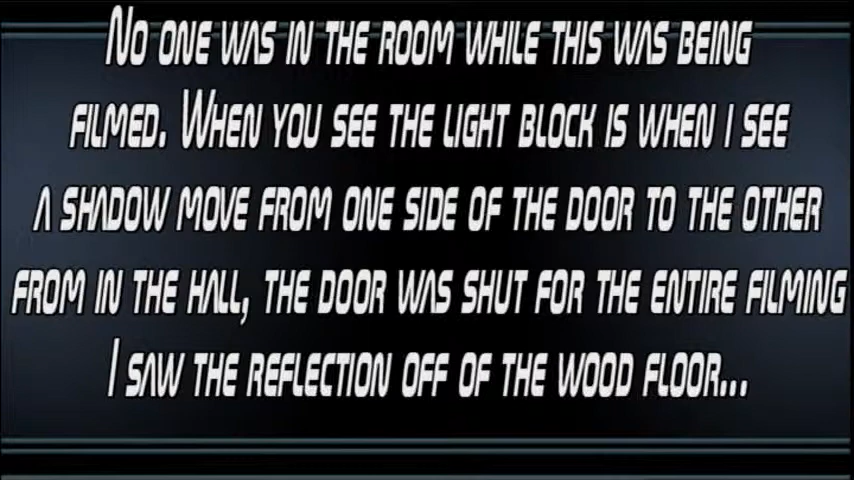 No one was in the room while this was being
filmed. When you see the light block is when i see
a shadow move from one side of the door to the other
from in the hall, the door was shut for the entire filming
I saw the reflection off of the wood floor...